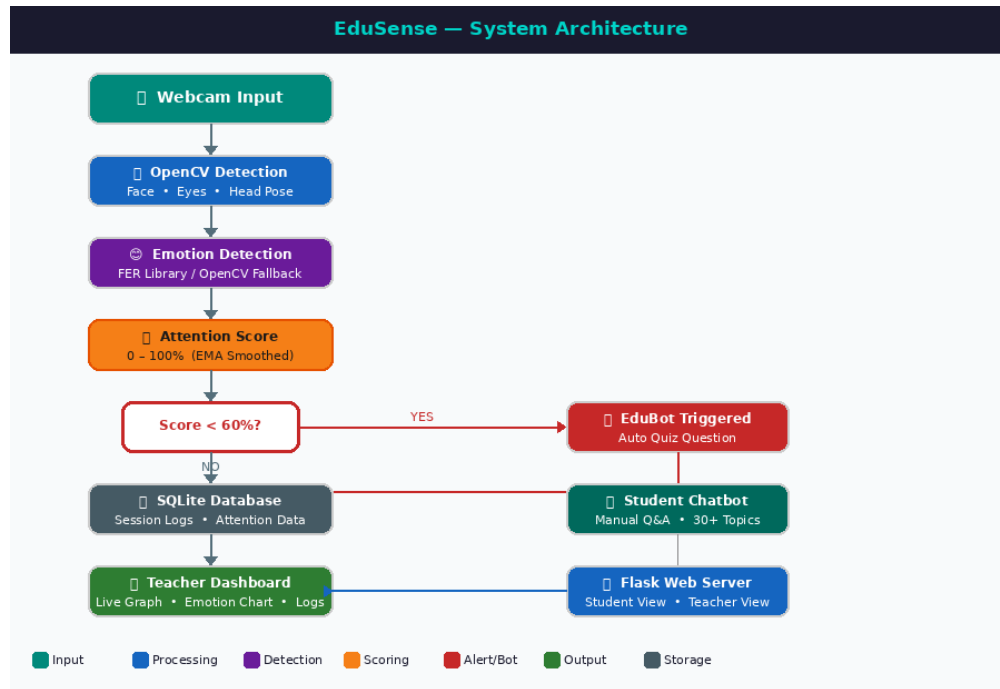 EduSense — System Architecture
Webcam Input
OpenCV Detection
Face • Eyes • Head Pose
😊 Emotion Detection
FER Library / OpenCV Fallback
Attention Score
0 – 100% (EMA Smoothed)
Score < 60%?
YES
EduBot Triggered
Auto Quiz Question
NO
SQLite Database
Session Logs • Attention Data
Student Chatbot
Manual Q&A • 30+ Topics
Teacher Dashboard
Live Graph • Emotion Chart • Logs
Flask Web Server
Student View • Teacher View
Input
Processing
Detection
Scoring
Alert/Bot
Output
Storage